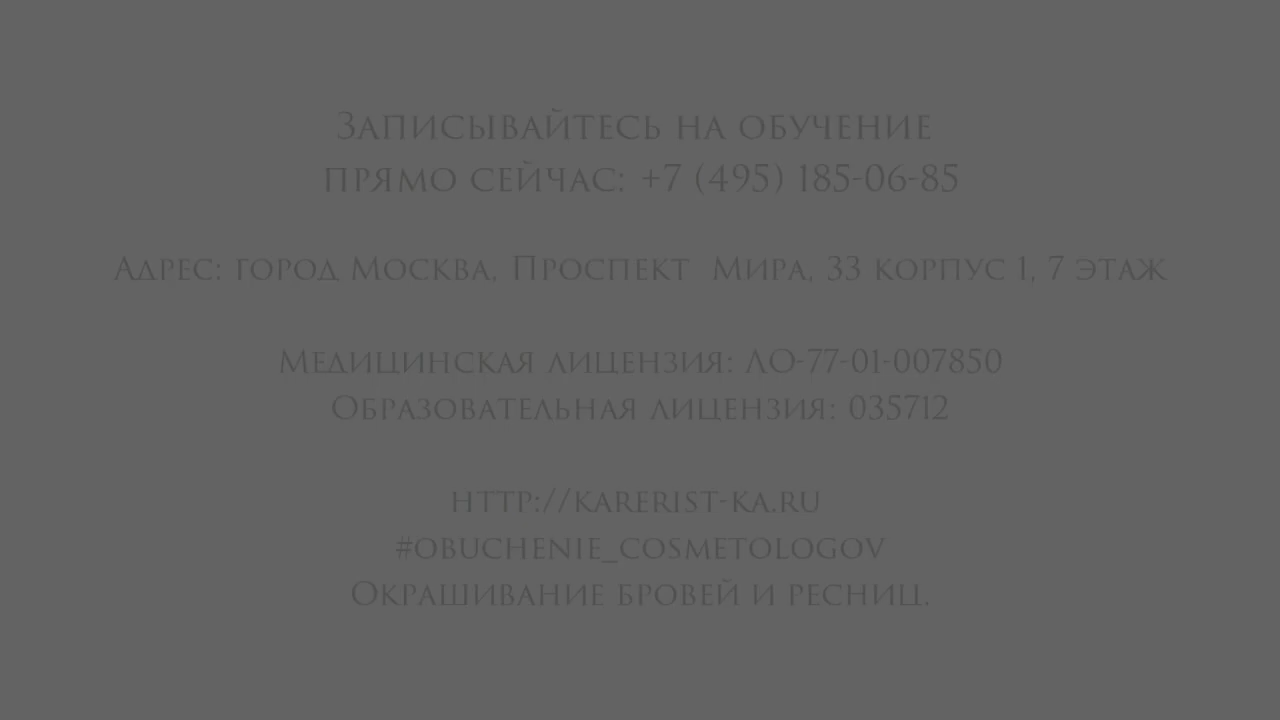 Записывайтесь на обучение
прямо сейчас: +7 (495) 185-06-85
Адрес: город Москва, Проспект Мира, 33 корпус 1, 7 этаж
Медицинская лицензия: ЛО-77-01-007850
Образовательная лицензия: 035712
http://karerist-ka.ru
#obuchenie_cosmetologov
Окрашивание бровей и ресниц.